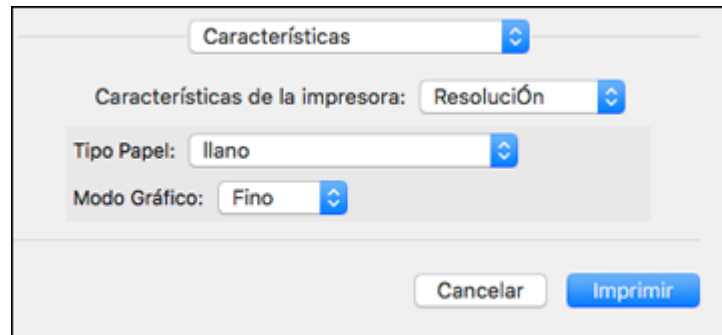 Características
Características de la impresora: ResoluciÓn
Tipo Papel: llano
Modo Gráfico: Fino
Cancelar Imprimir